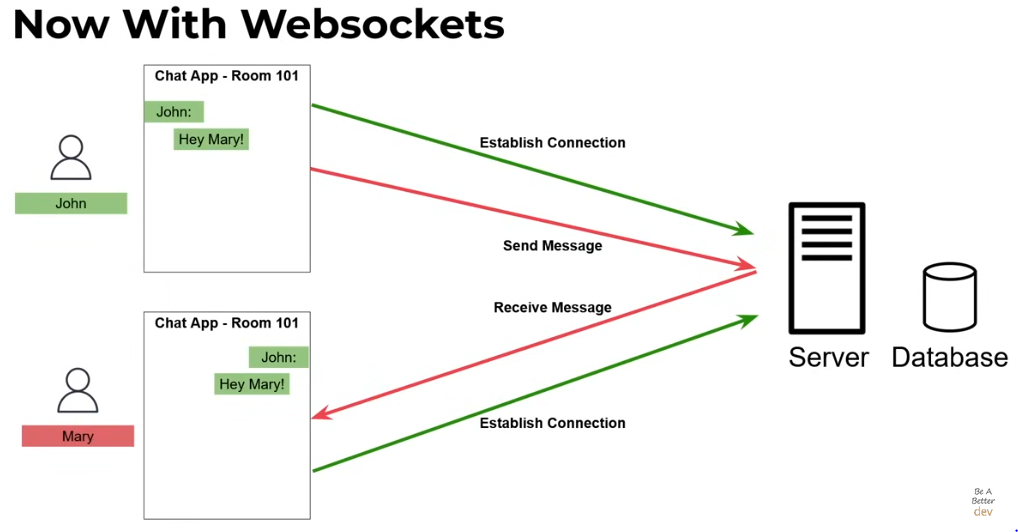 Now With Websockets
Chat App - Room 101
John:
Hey Mary!
John
Establish Connection
Send Message
Receive Message
Establish Connection
Server
Database
Chat App - Room 101
John:
Hey Mary!
Mary
Be A
Better
dev